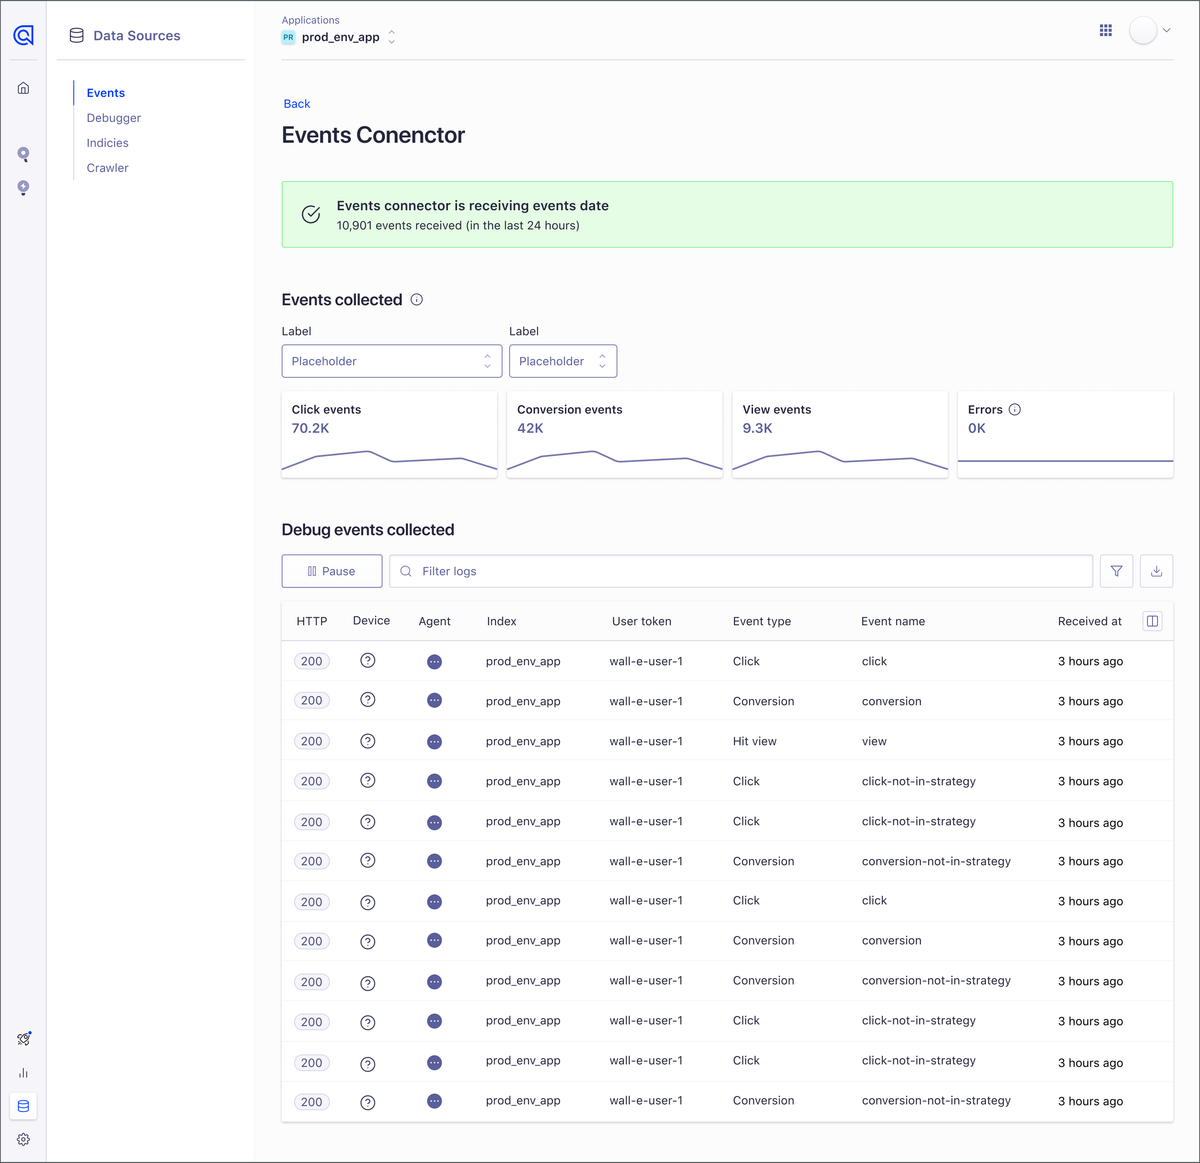 Data Sources
Events
Debugger
Indicies
Crawler
Applications
PR prod_env_app
Back
Events Conenctor
Events connector is receiving events date
10,901 events received (in the last 24 hours)
Events collected
Label Label
Placeholder Placeholder
Click events Conversion events View events Errors
70.2K 42K 9.3K 0K
Debug events collected
Pause Filter logs
HTTP Device Agent Index User token Event type Event name Received at
200 prod_env_app wall-e-user-1 Click click 3 hours ago
200 prod_env_app wall-e-user-1 Conversion conversion 3 hours ago
200 prod_env_app wall-e-user-1 Hit view view 3 hours ago
200 prod_env_app wall-e-user-1 Click click-not-in-strategy 3 hours ago
200 prod_env_app wall-e-user-1 Click click-not-in-strategy 3 hours ago
200 prod_env_app wall-e-user-1 Conversion conversion-not-in-strategy 3 hours ago
200 prod_env_app wall-e-user-1 Click click 3 hours ago
200 prod_env_app wall-e-user-1 Conversion conversion 3 hours ago
200 prod_env_app wall-e-user-1 Conversion conversion-not-in-strategy 3 hours ago
200 prod_env_app wall-e-user-1 Click click-not-in-strategy 3 hours ago
200 prod_env_app wall-e-user-1 Click click-not-in-strategy 3 hours ago
200 prod_env_app wall-e-user-1 Conversion conversion-not-in-strategy 3 hours ago